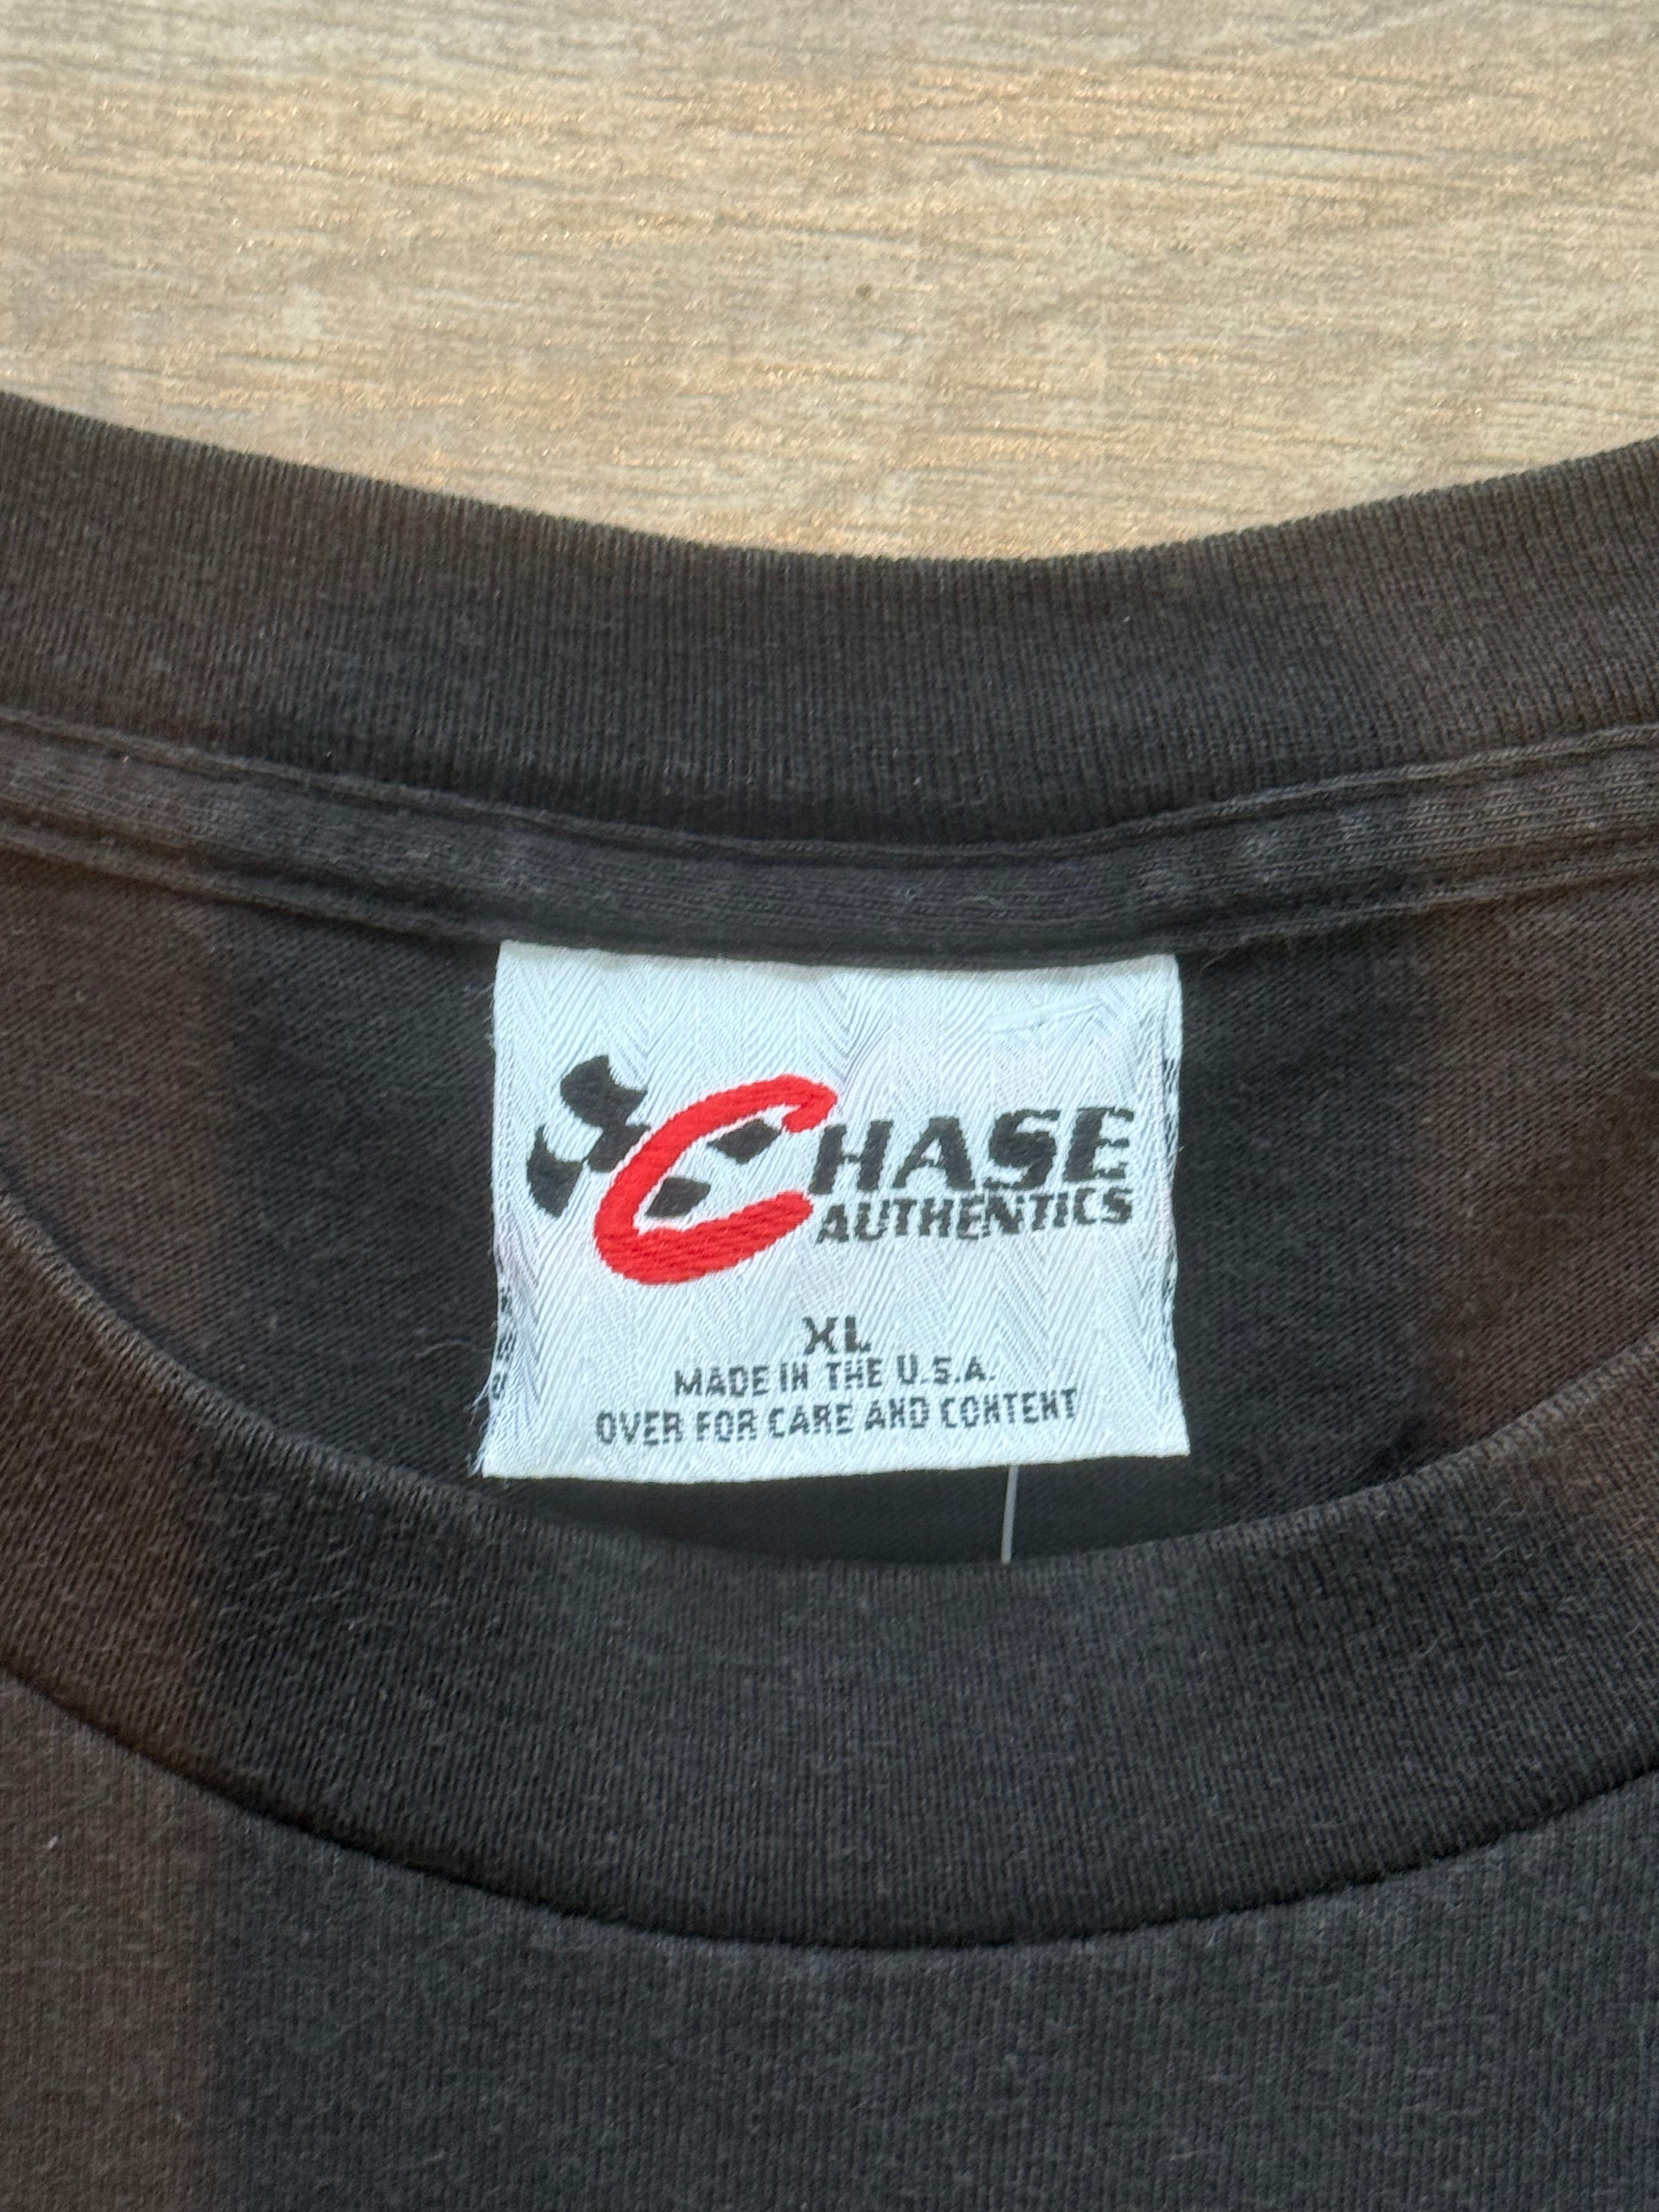 CHASE
AUTHENTICS
XL
MADE IN THE U.S.A.
OVER FOR CARE AND CONTENT